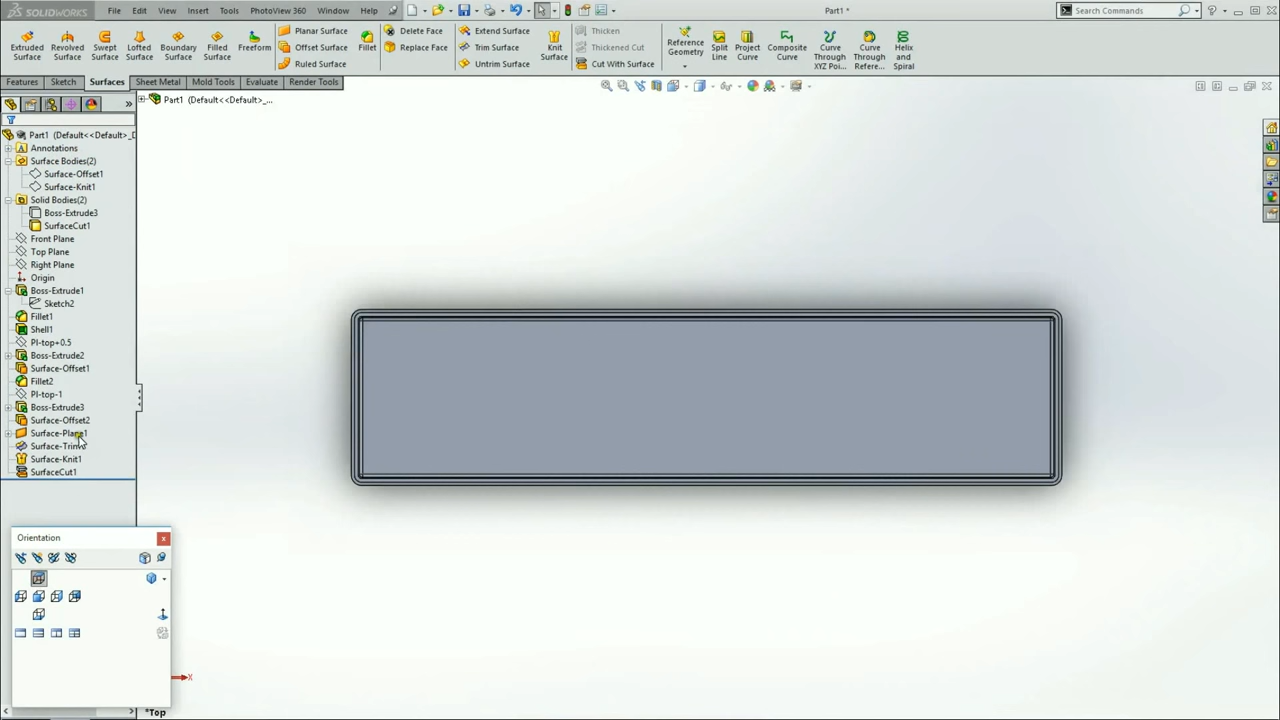 SOLIDWORKS File Edit View Insert Tools PhotoView 360 Window Help Part1 * Search Commands
Extruded Surface
Revolved Surface
Swept Surface
Lofted Surface
Boundary Surface
Filled Surface
Freeform
Planar Surface
Offset Surface
Ruled Surface
Fillet
Delete Face
Replace Face
Extend Surface
Trim Surface
Untrim Surface
Knit Surface
Thicken
Thickened Cut
Cut With Surface
Reference Geometry
Split Line
Project Curve
Composite Curve
Curve Through XYZ Poi...
Curve Through Refere...
Helix and Spiral
Features Sketch Surfaces Sheet Metal Mold Tools Evaluate Render Tools
Part1 (Default<<Default>_...
Part1 (Default<<Default>_D
Annotations
Surface Bodies(2)
Surface-Offset1
Surface-Knit1
Solid Bodies(2)
Boss-Extrude3
SurfaceCut1
Front Plane
Top Plane
Right Plane
Origin
Boss-Extrude1
Sketch2
Fillet1
Shell1
Pl-top+0.5
Boss-Extrude2
Surface-Offset1
Fillet2
Pl-top-1
Boss-Extrude3
Surface-Offset2
Surface-Plane1
Surface-Knit1
SurfaceCut1
Orientation
X
*Top